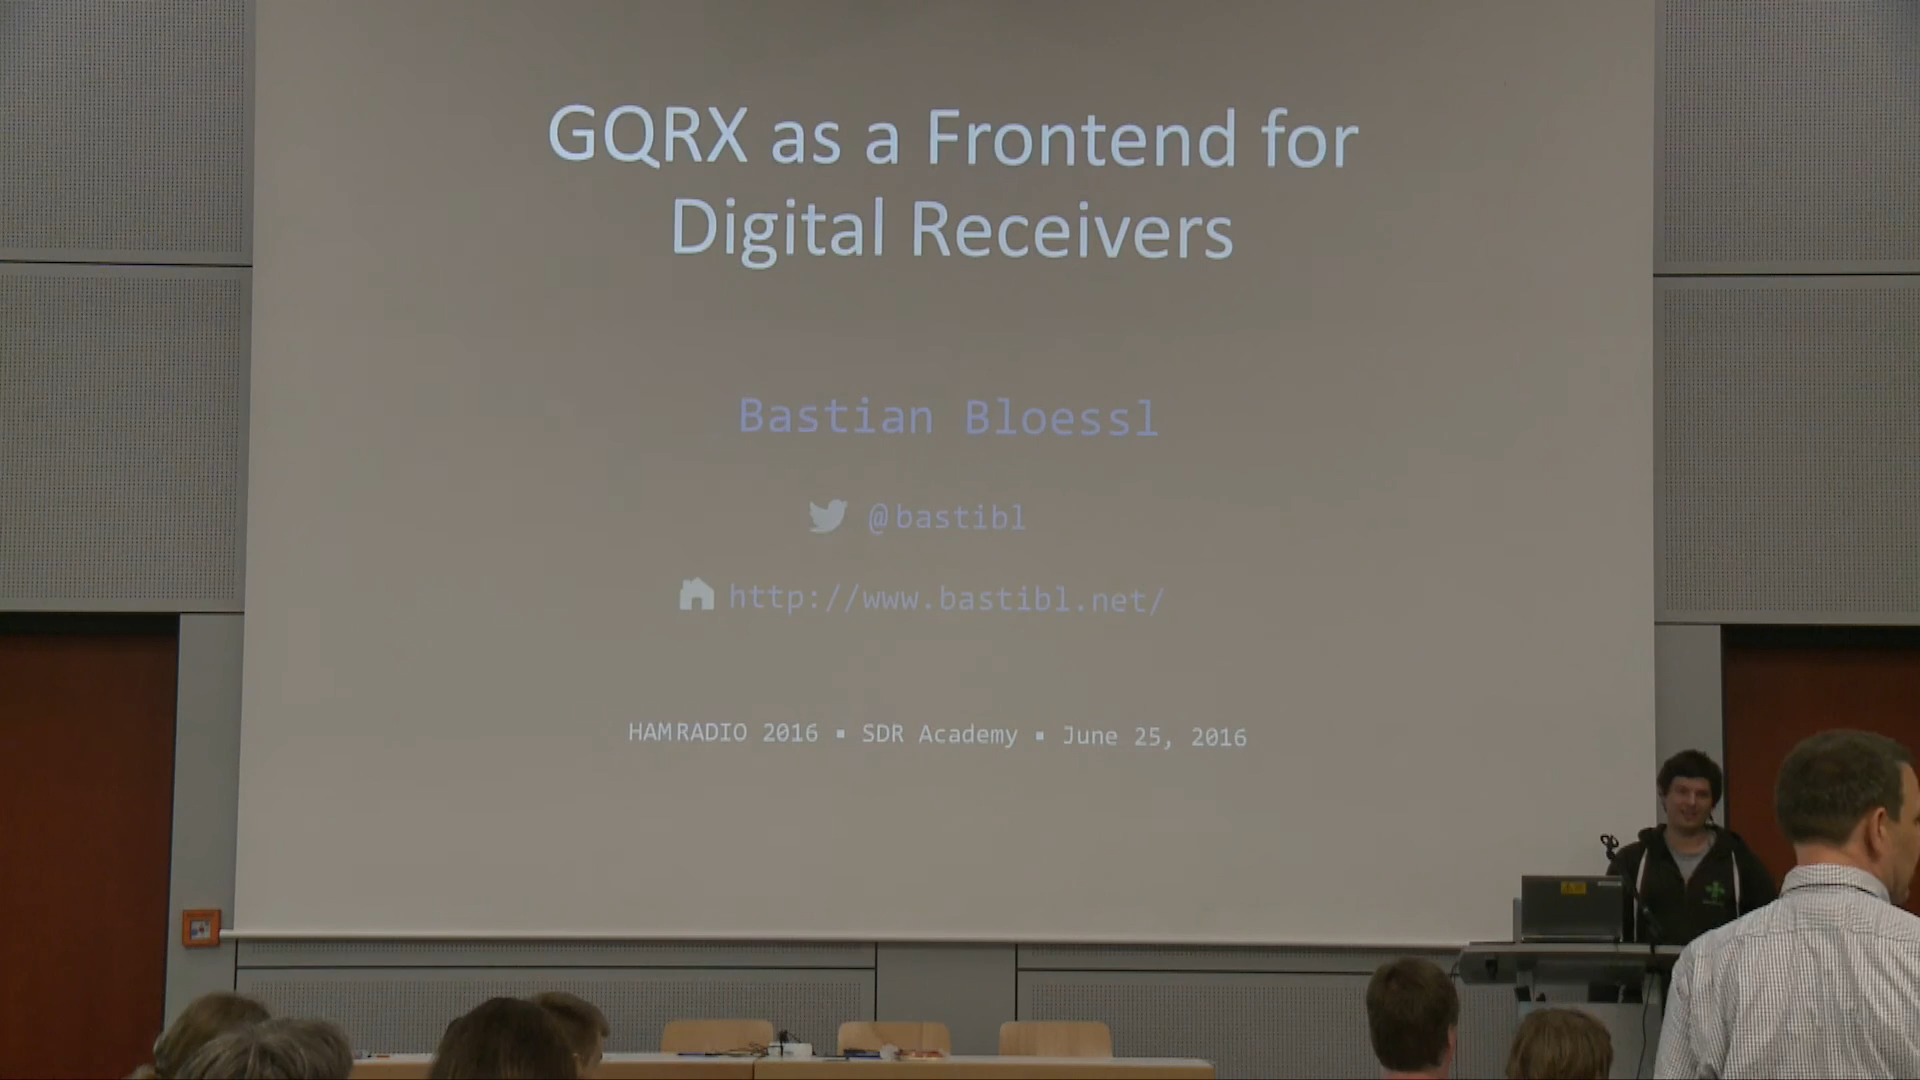 GQRX as a Frontend for
Digital Receivers
Bastian Bloessl
@bastibl
http://www.bastibl.net/
HAMRADIO 2016 ▪ SDR Academy ▪ June 25, 2016